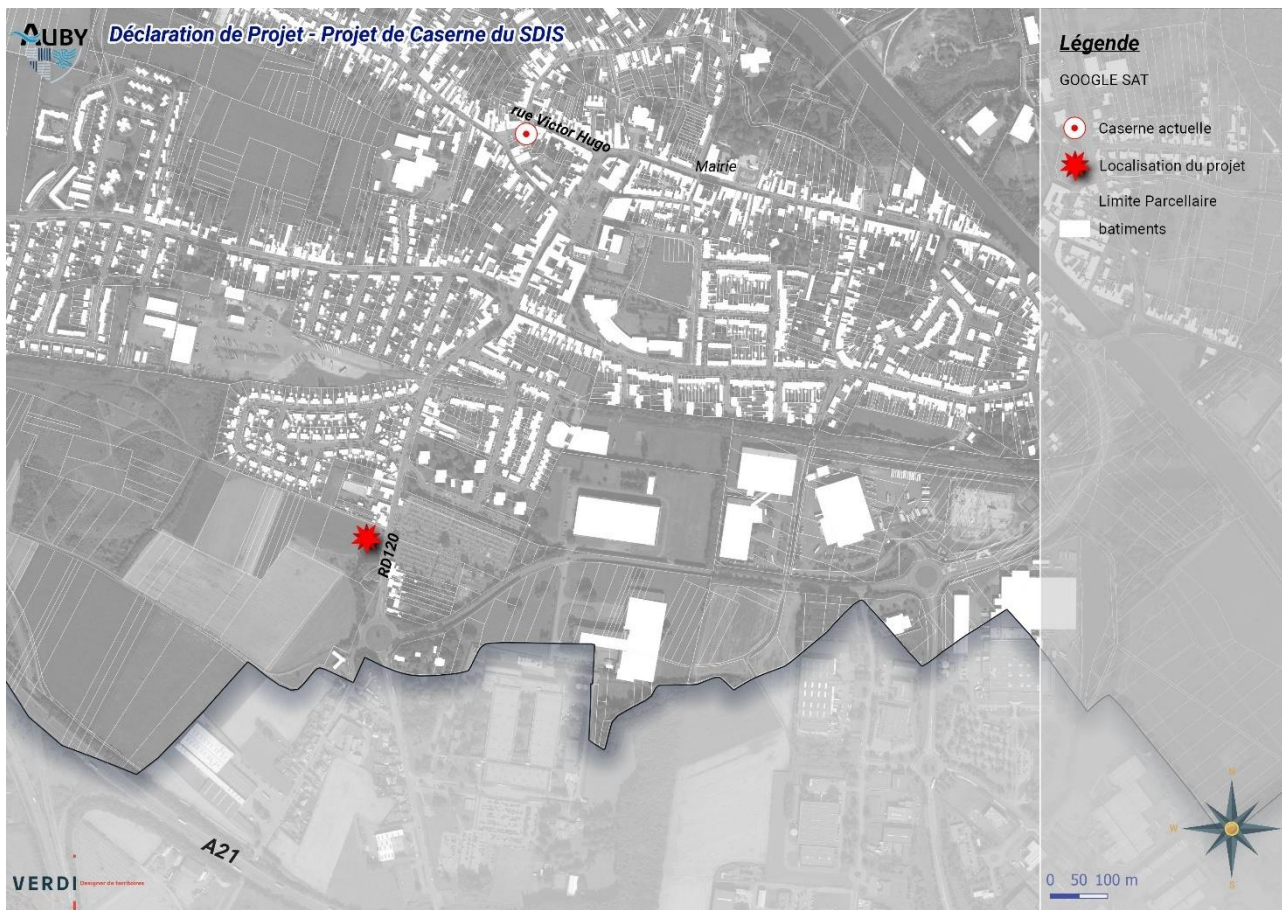 AUBY
Déclaration de Projet - Projet de Caserne du SDIS
rue Victor Hugo
Mairie
RD120
A21
Légende
GOOGLE SAT
Caserne actuelle
Localisation du projet
Limite Parcellaire
batiments
N
W
S
0 50 100 m
VERDI Designer de territoires